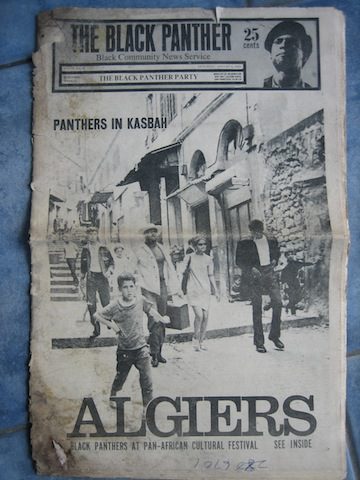 THE BLACK PANTHER
25 cents
Black Community News Service
THE BLACK PANTHER PARTY
PANTHERS IN KASBAH
ALGIERS
BLACK PANTHERS AT PAN-AFRICAN CULTURAL FESTIVAL SEE INSIDE